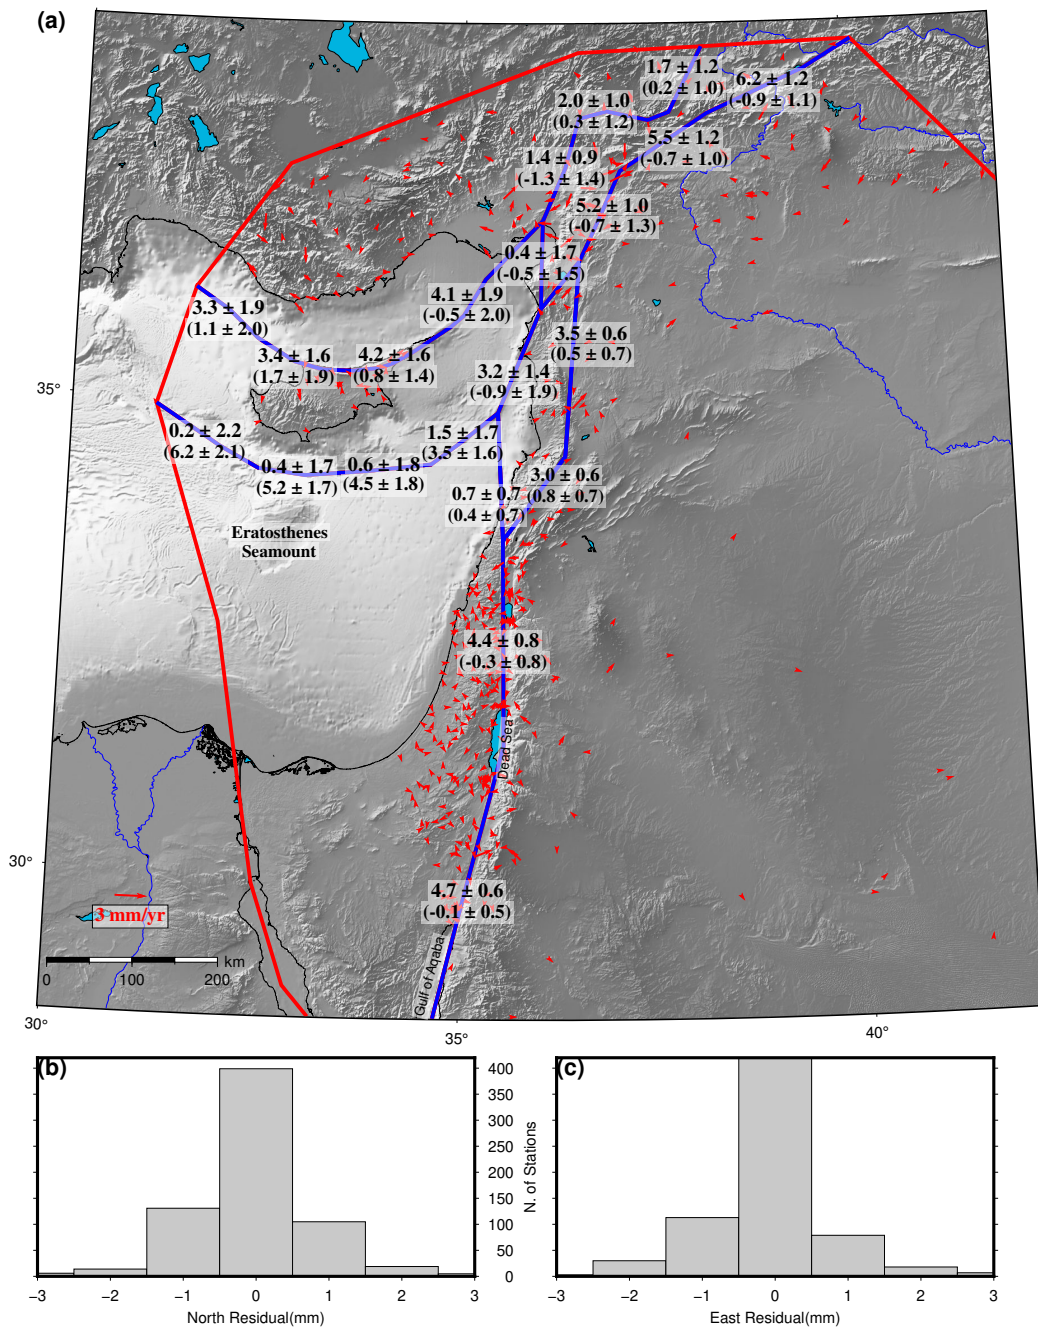 (a)
1.7 ± 1.2
(0.2 ± 1.0)
6.2 ± 1.2
(-0.9 ± 1.1)
2.0 ± 1.0
(0.3 ± 1.2)
5.5 ± 1.2
(-0.7 ± 1.0)
1.4 ± 0.9
(-1.3 ± 1.4)
5.2 ± 1.0
(-0.7 ± 1.3)
0.4 ± 1.7
(-0.5 ± 1.5)
4.1 ± 1.9
(-0.5 ± 2.0)
3.3 ± 1.9
(1.1 ± 2.0)
3.5 ± 0.6
(0.5 ± 0.7)
3.4 ± 1.6
(1.7 ± 1.9)
4.2 ± 1.6
(0.8 ± 1.4)
3.2 ± 1.4
(-0.9 ± 1.9)
35°
0.2 ± 2.2
(6.2 ± 2.1)
0.4 ± 1.7
(5.2 ± 1.7)
0.6 ± 1.8
(4.5 ± 1.8)
1.5 ± 1.7
(3.5 ± 1.6)
3.0 ± 0.6
(0.8 ± 0.7)
0.7 ± 0.7
(0.4 ± 0.7)
Eratosthenes
Seamount
4.4 ± 0.8
(-0.3 ± 0.8)
Dead Sea
30°
4.7 ± 0.6
(-0.1 ± 0.5)
3 mm/yr
Gulf of Aqaba
km
0 100 200
30° 35° 40°
(b)
(c)
400
350
300
250
200
150
100
50
0
N. of Stations
−3 −2 −1 0 1 2 3
−3 −2 −1 0 1 2 3
North Residual(mm)
East Residual(mm)